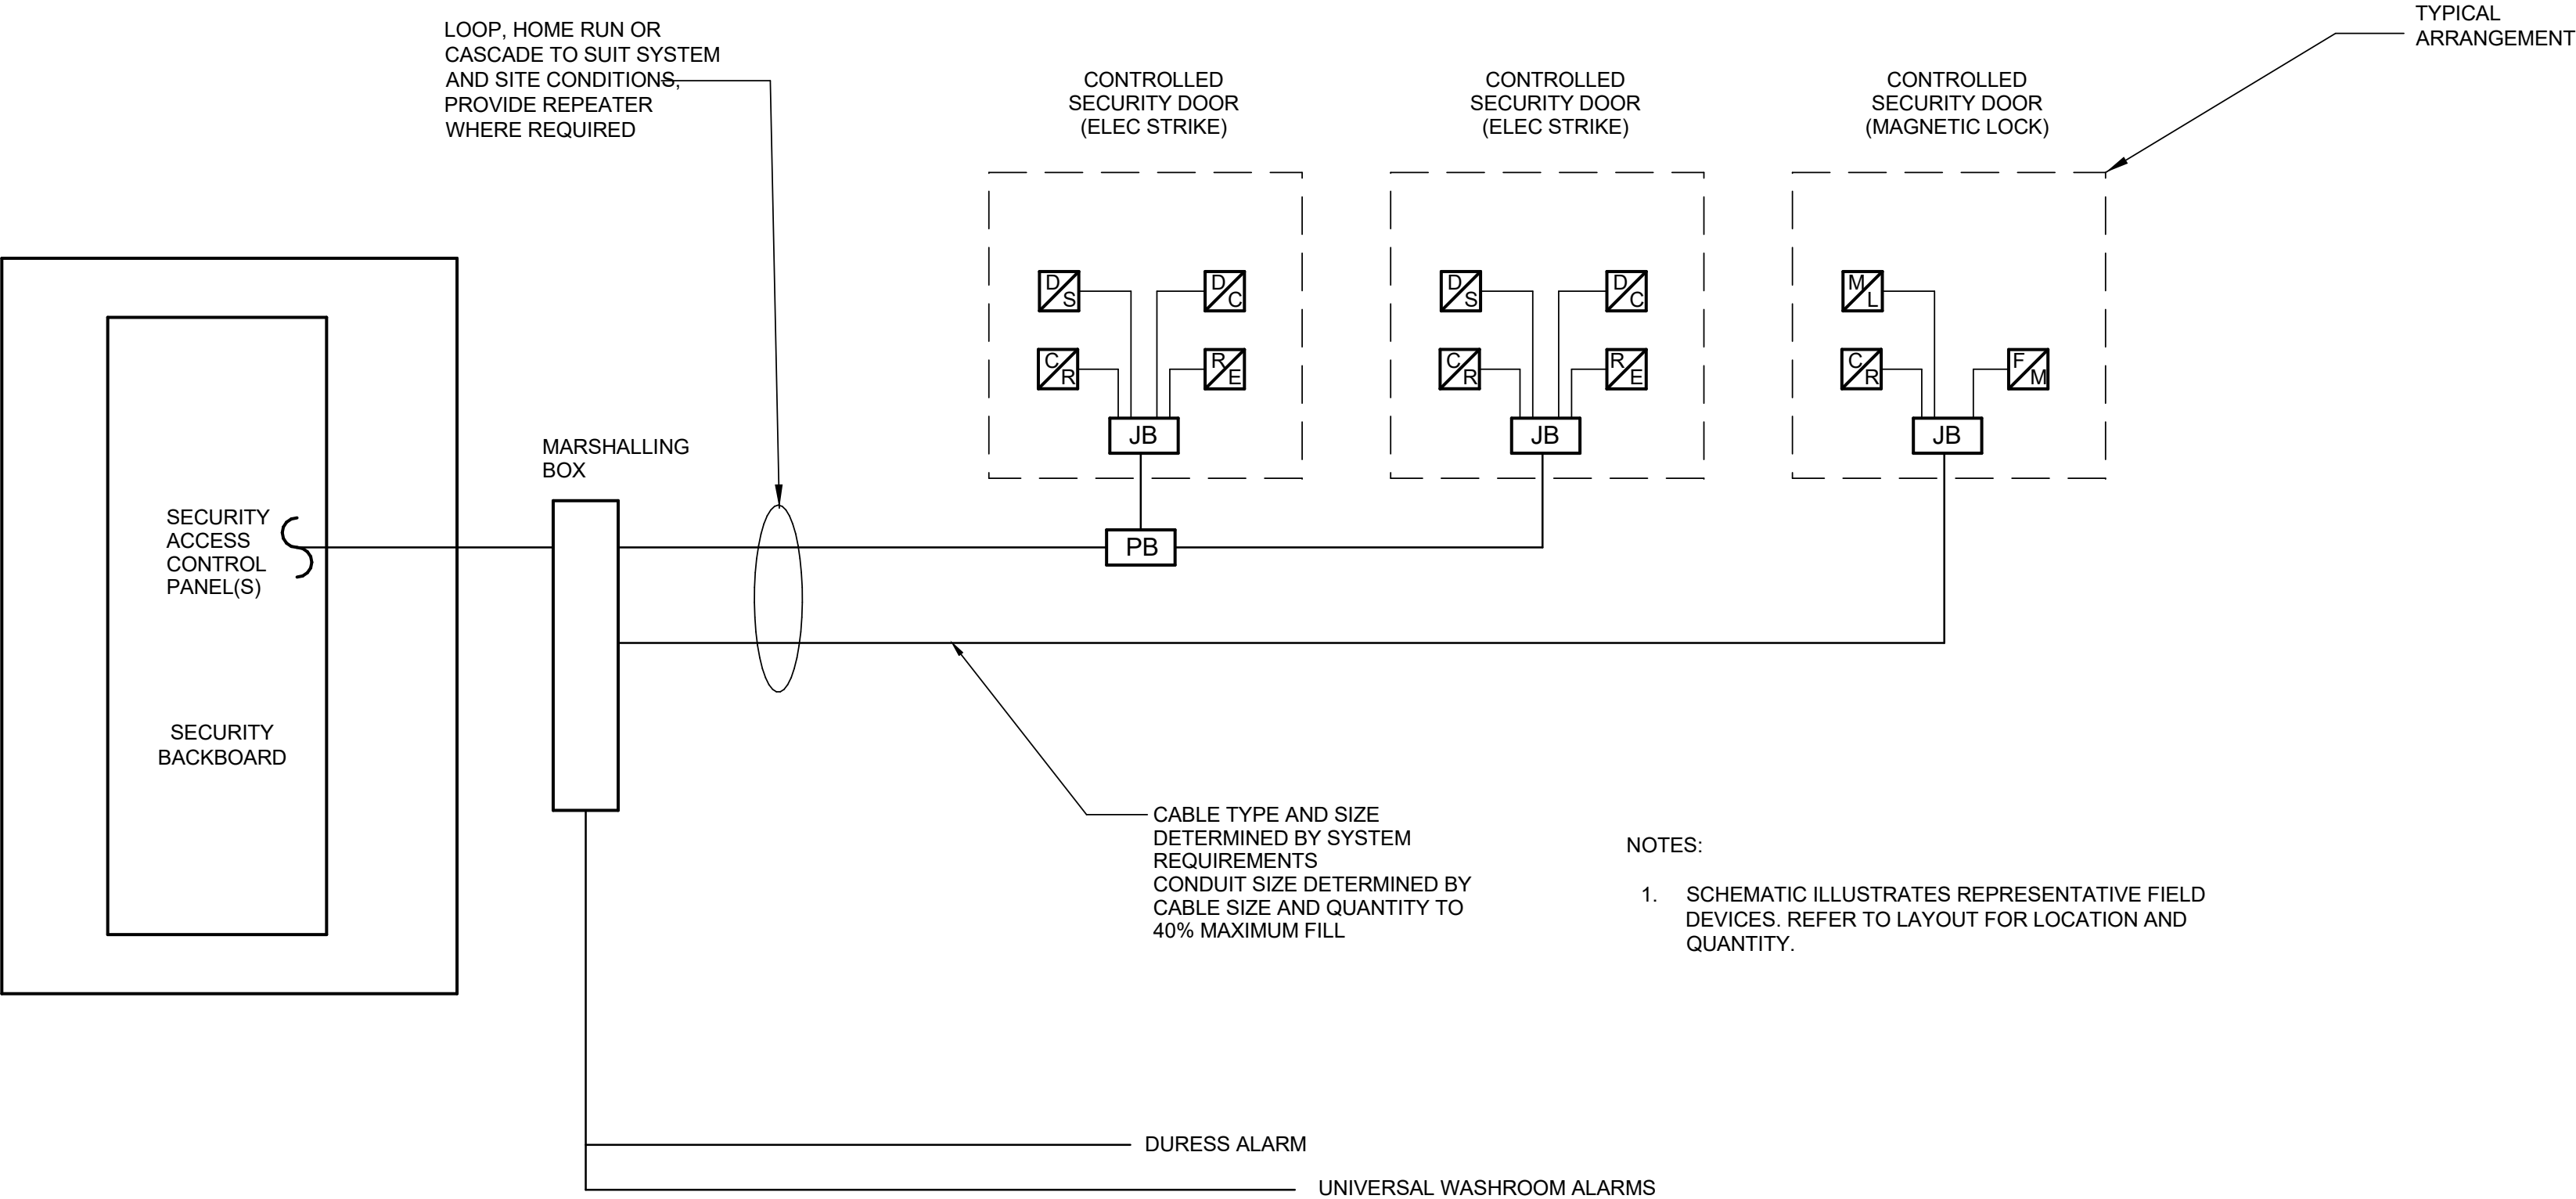 LOOP, HOME RUN OR
CASCADE TO SUIT SYSTEM
AND SITE CONDITIONS,
PROVIDE REPEATER
WHERE REQUIRED
TYPICAL
ARRANGEMENT
CONTROLLED
SECURITY DOOR
(ELEC STRIKE)
CONTROLLED
SECURITY DOOR
(ELEC STRIKE)
CONTROLLED
SECURITY DOOR
(MAGNETIC LOCK)
D/S
D/C
C/R
R/E
JB
D/S
D/C
C/R
R/E
JB
M/L
C/R
F/M
JB
PB
MARSHALLING
BOX
SECURITY
ACCESS
CONTROL
PANEL(S)
SECURITY
BACKBOARD
CABLE TYPE AND SIZE
DETERMINED BY SYSTEM
REQUIREMENTS
CONDUIT SIZE DETERMINED BY
CABLE SIZE AND QUANTITY TO
40% MAXIMUM FILL
NOTES:
1. SCHEMATIC ILLUSTRATES REPRESENTATIVE FIELD
DEVICES. REFER TO LAYOUT FOR LOCATION AND
QUANTITY.
DURESS ALARM
UNIVERSAL WASHROOM ALARMS